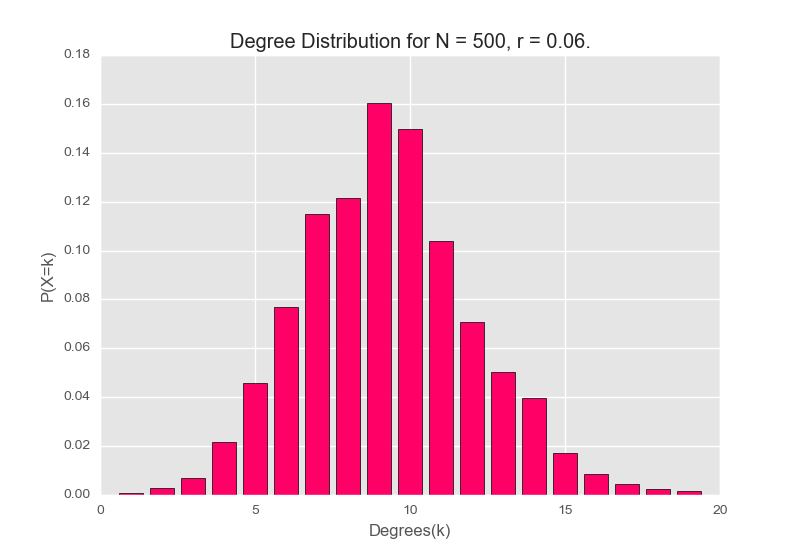 Degree Distribution for N = 500, r = 0.06.
0.18
0.16
0.14
0.12
0.10
0.08
0.06
0.04
0.02
0.00
P(X=k)
0 5 10 15 20
Degrees(k)